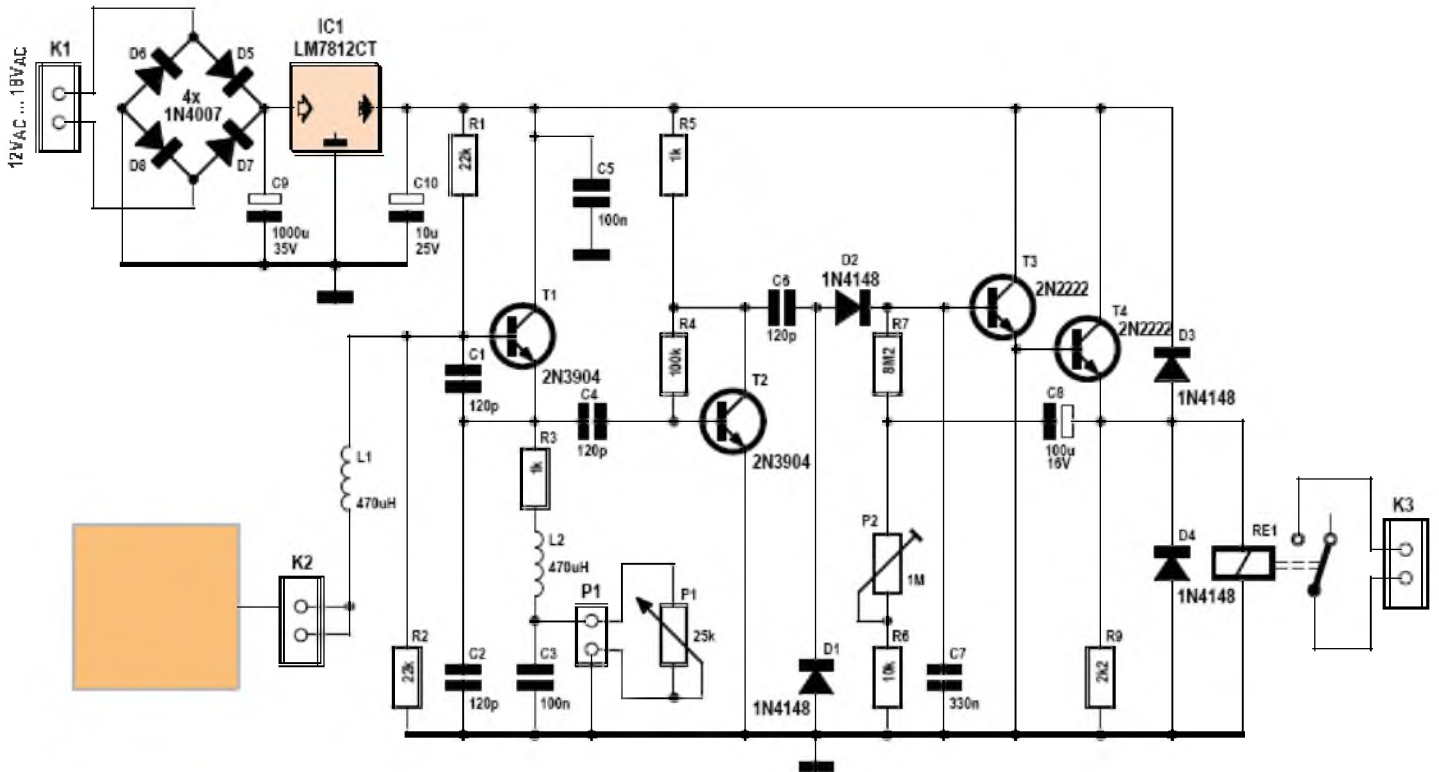 K1
12VAC ... 18VAC
D6
D5
4x
1N4007
D8
D7
IC1
LM7812CT
C9
1000u
35V
C10
10u
25V
R1
22k
C5
100n
R5
1k
T1
2N3904
C1
120p
C4
120p
R4
100k
T2
2N3904
C6
120p
D2
1N4148
R7
8M2
T3
2N2222
T4
2N2222
D3
1N4148
C8
100u
16V
L1
470uH
R3
1k
L2
470uH
K2
P1
P1
25k
R2
22k
C2
120p
C3
100n
D1
1N4148
P2
1M
R6
10k
C7
330n
R9
2k2
D4
1N4148
RE1
K3